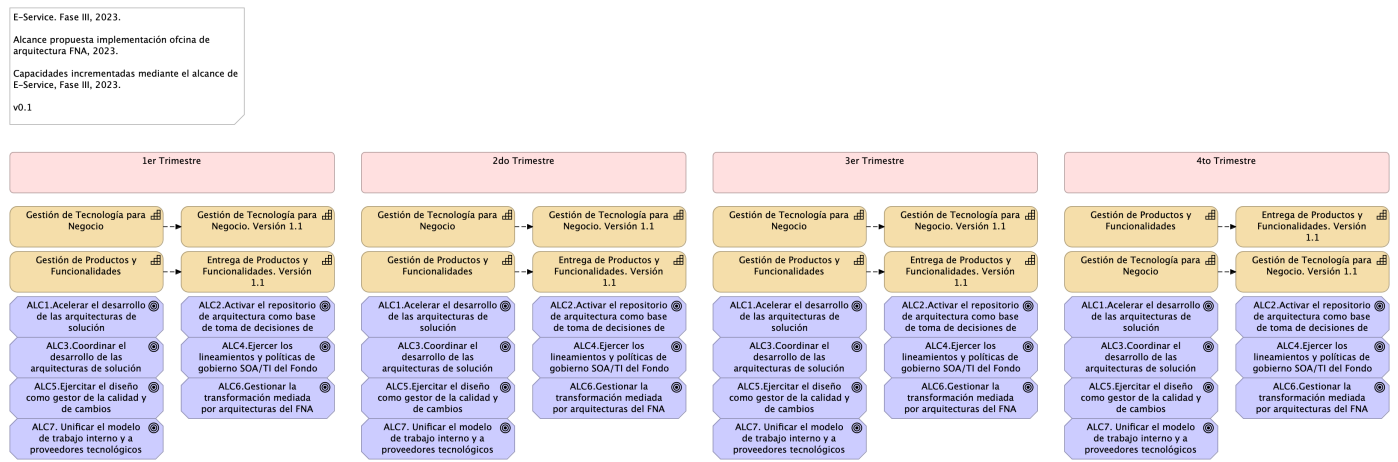 E-Service. Fase III, 2023.
Alcance propuesta implementación ofcina de
arquitectura FNA, 2023.
Capacidades incrementadas mediante el alcance de
E-Service, Fase III, 2023.
v0.1
1er Trimestre
Gestión de Tecnología para
Negocio
Gestión de Tecnología para
Negocio. Versión 1.1
Gestión de Productos y
Funcionalidades
Entrega de Productos y
Funcionalidades. Versión
1.1
ALC1.Acelerar el desarrollo
de las arquitecturas de
solución
ALC2.Activar el repositorio
de arquitectura como base
de toma de decisiones de
ALC3.Coordinar el
desarrollo de las
arquitecturas de solución
ALC4.Ejercer los
lineamientos y políticas de
gobierno SOA/TI del Fondo
ALC5.Ejercitar el diseño
como gestor de la calidad y
de cambios
ALC6.Gestionar la
transformación mediada
por arquitecturas del FNA
ALC7. Unificar el modelo
de trabajo interno y a
proveedores tecnológicos
2do Trimestre
Gestión de Tecnología para
Negocio
Gestión de Tecnología para
Negocio. Versión 1.1
Gestión de Productos y
Funcionalidades
Entrega de Productos y
Funcionalidades. Versión
1.1
ALC1.Acelerar el desarrollo
de las arquitecturas de
solución
ALC2.Activar el repositorio
de arquitectura como base
de toma de decisiones de
ALC3.Coordinar el
desarrollo de las
arquitecturas de solución
ALC4.Ejercer los
lineamientos y políticas de
gobierno SOA/TI del Fondo
ALC5.Ejercitar el diseño
como gestor de la calidad y
de cambios
ALC6.Gestionar la
transformación mediada
por arquitecturas del FNA
ALC7. Unificar el modelo
de trabajo interno y a
proveedores tecnológicos
3er Trimestre
Gestión de Tecnología para
Negocio
Gestión de Tecnología para
Negocio. Versión 1.1
Gestión de Productos y
Funcionalidades
Entrega de Productos y
Funcionalidades. Versión
1.1
ALC1.Acelerar el desarrollo
de las arquitecturas de
solución
ALC2.Activar el repositorio
de arquitectura como base
de toma de decisiones de
ALC3.Coordinar el
desarrollo de las
arquitecturas de solución
ALC4.Ejercer los
lineamientos y políticas de
gobierno SOA/TI del Fondo
ALC5.Ejercitar el diseño
como gestor de la calidad y
de cambios
ALC6.Gestionar la
transformación mediada
por arquitecturas del FNA
ALC7. Unificar el modelo
de trabajo interno y a
proveedores tecnológicos
4to Trimestre
Gestión de Productos y
Funcionalidades
Entrega de Productos y
Funcionalidades. Versión
1.1
Gestión de Tecnología para
Negocio
Gestión de Tecnología para
Negocio. Versión 1.1
ALC1.Acelerar el desarrollo
de las arquitecturas de
solución
ALC2.Activar el repositorio
de arquitectura como base
de toma de decisiones de
ALC3.Coordinar el
desarrollo de las
arquitecturas de solución
ALC4.Ejercer los
lineamientos y políticas de
gobierno SOA/TI del Fondo
ALC5.Ejercitar el diseño
como gestor de la calidad y
de cambios
ALC6.Gestionar la
transformación mediada
por arquitecturas del FNA
ALC7. Unificar el modelo
de trabajo interno y a
proveedores tecnológicos